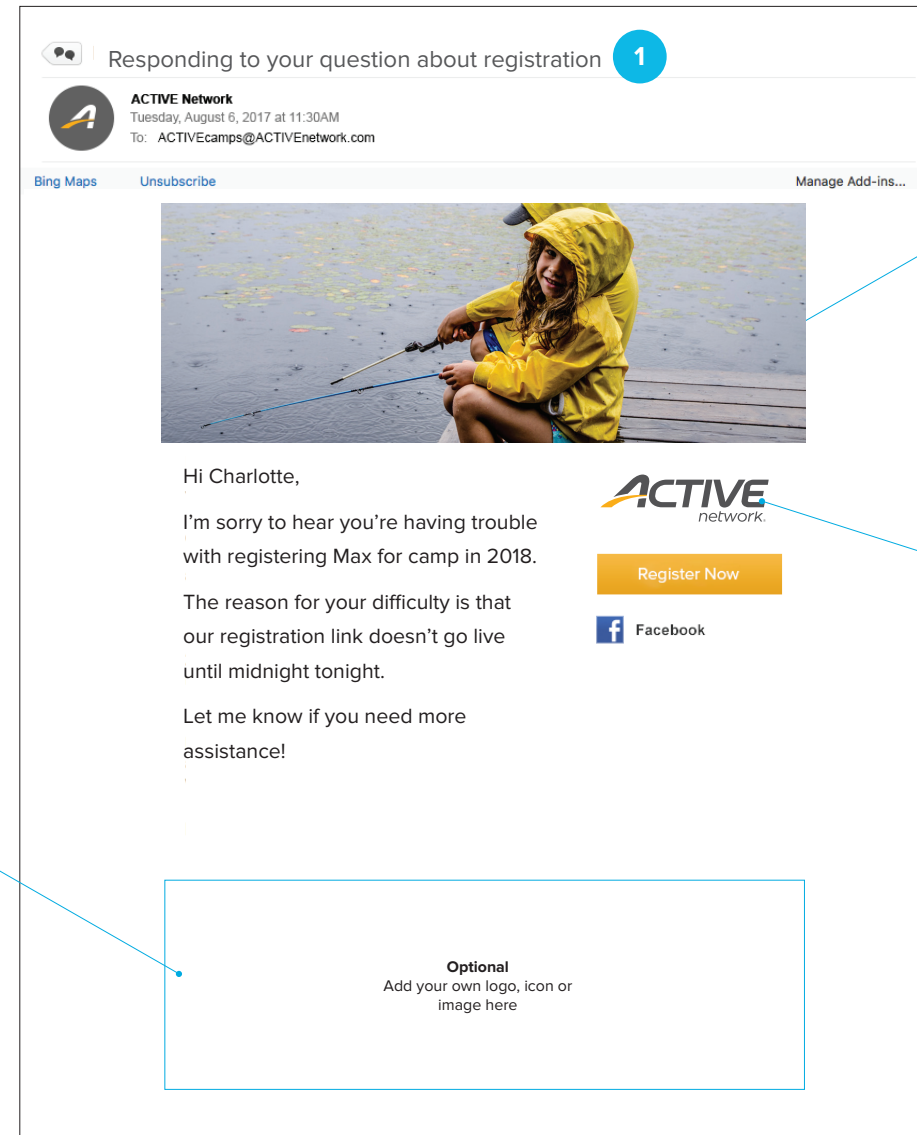 Responding to your question about registration
1
ACTIVE Network
Tuesday, August 6, 2017 at 11:30AM
To: ACTIVEcamps@ACTIVEnetwork.com
Bing Maps
Unsubscribe
Manage Add-ins...
Hi Charlotte,
I’m sorry to hear you’re having trouble
with registering Max for camp in 2018.
The reason for your difficulty is that
our registration link doesn’t go live
until midnight tonight.
Let me know if you need more
assistance!
ACTIVE
network.
Register Now
f Facebook
Optional
Add your own logo, icon or
image here